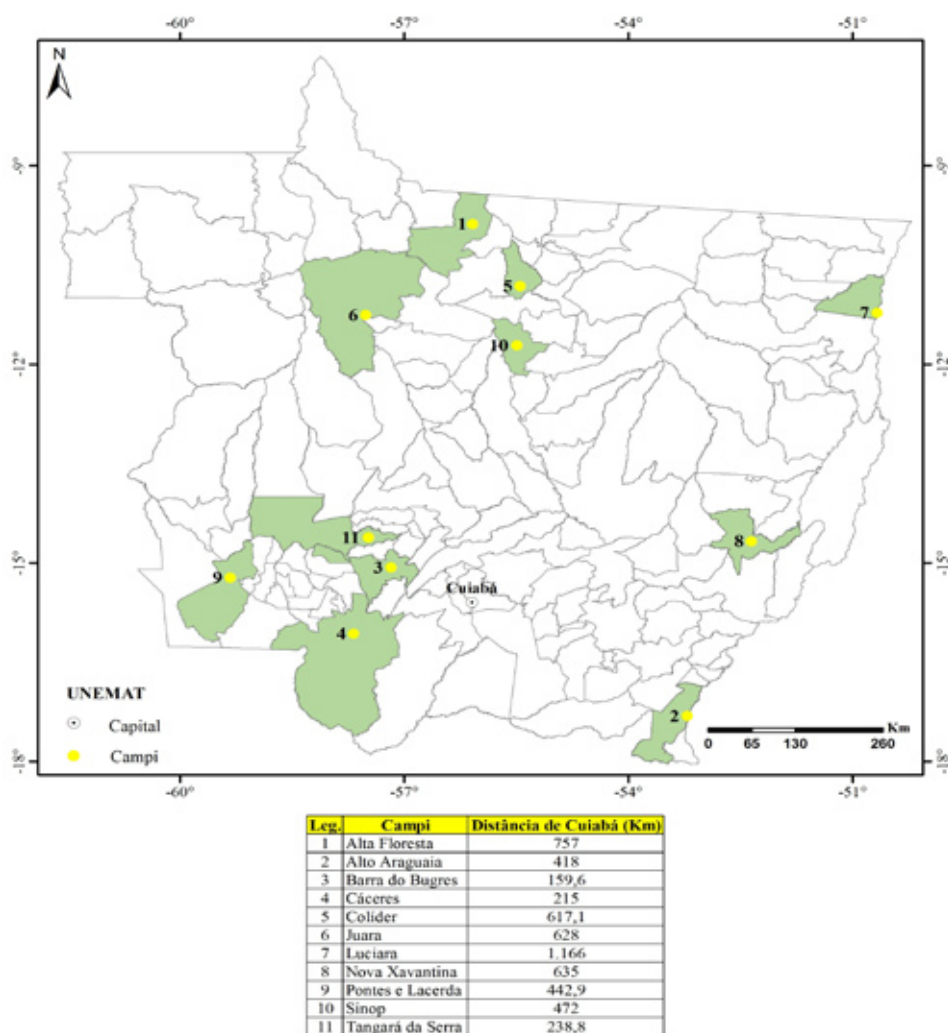 -60° -57° -54° -51°
N
-9° -9°
1
5
6
7
10
-12° -12°
11
8
3
-15° -15°
9
Cuiabá
4
UNEMAT
Capital
2
Km
0 65 130 260
Campi
-18° -18°
-60° -57° -54° -51°
Leg. Campi Distância de Cuiabá (Km)
1 Alta Floresta 757
2 Alto Araguaia 418
3 Barra do Bugres 159,6
4 Cáceres 215
5 Colíder 617,1
6 Juara 628
7 Luciara 1.166
8 Nova Xavantina 635
9 Pontes e Lacerda 442,9
10 Sinop 472
11 Tangará da Serra 238,8